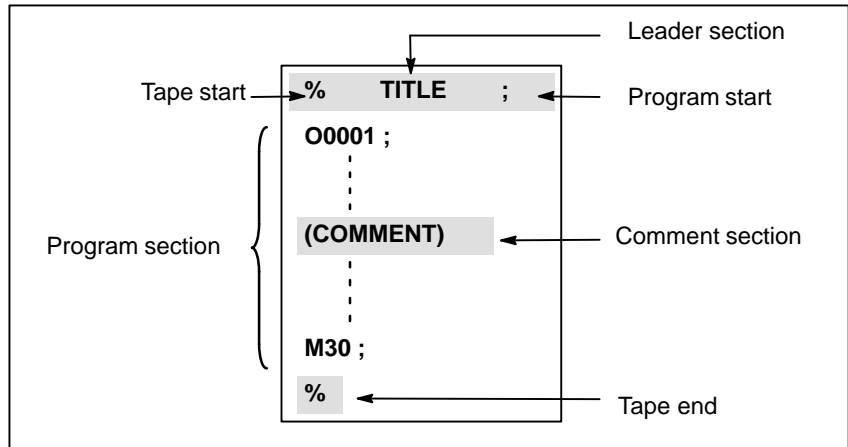 Leader section
Tape start
% TITLE ;
Program start
O0001 ;
Program section
(COMMENT)
Comment section
M30 ;
%
Tape end